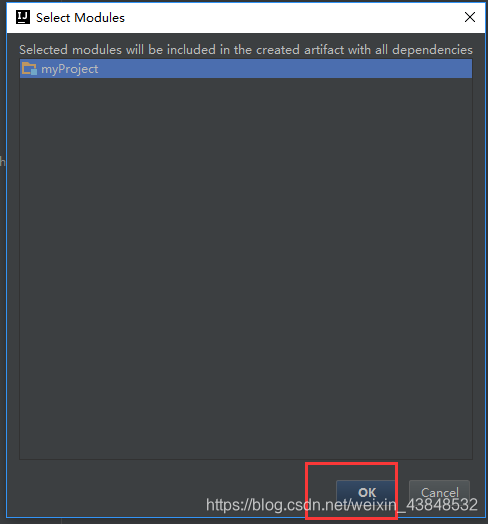 Select Modules
Selected modules will be included in the created artifact with all dependencies
myProject
OK
Cancel
https://blog.csdn.net/weixin_43848532